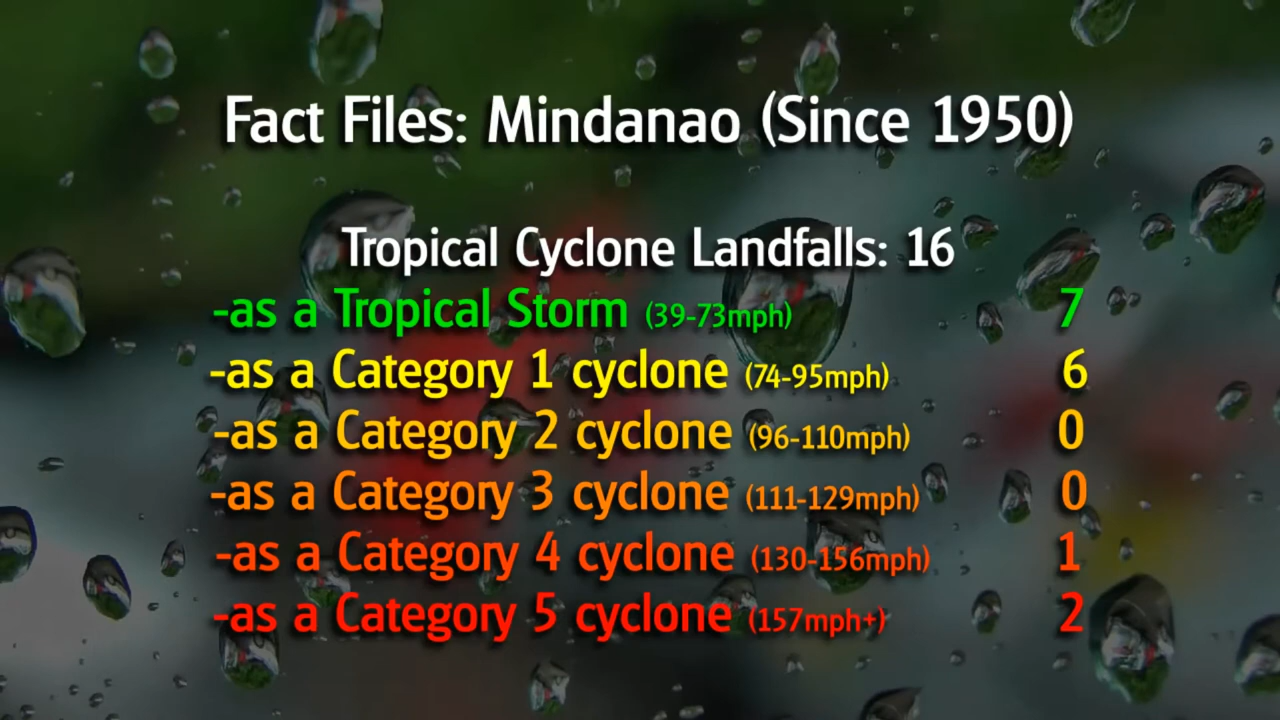 Fact Files: Mindanao (Since 1950)
Tropical Cyclone Landfalls: 16
-as a Tropical Storm (39-73mph) 7
-as a Category 1 cyclone (74-95mph) 6
-as a Category 2 cyclone (96-110mph) 0
-as a Category 3 cyclone (111-129mph) 0
-as a Category 4 cyclone (130-156mph) 1
-as a Category 5 cyclone (157mph+) 2